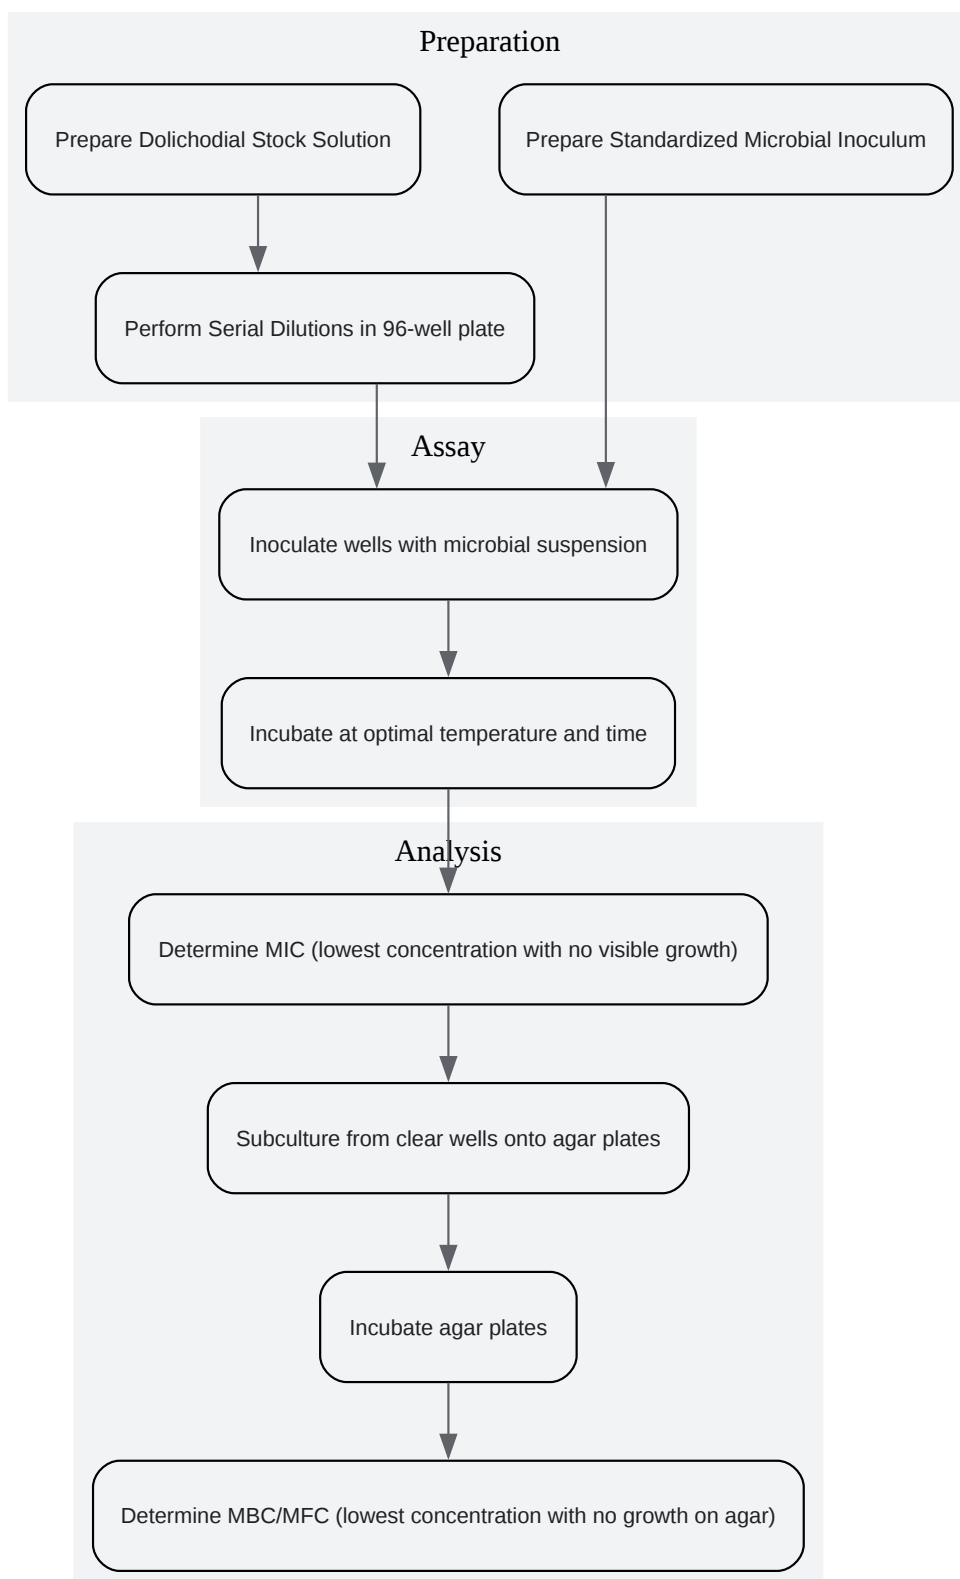 Preparation
Prepare Dolichodial Stock Solution
Prepare Standardized Microbial Inoculum
Perform Serial Dilutions in 96-well plate
Assay
Inoculate wells with microbial suspension
Incubate at optimal temperature and time
Analysis
Determine MIC (lowest concentration with no visible growth)
Subculture from clear wells onto agar plates
Incubate agar plates
Determine MBC/MFC (lowest concentration with no growth on agar)